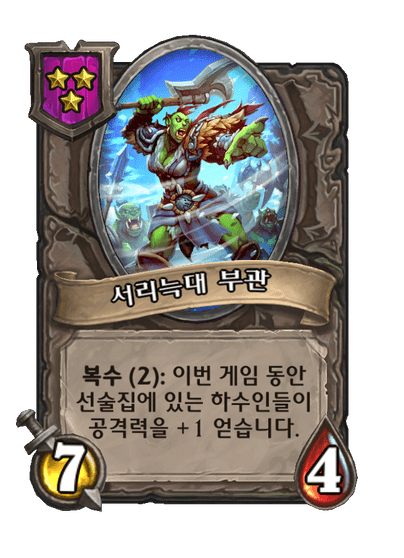 서리늑대 부관
복수 (2): 이번 게임 동안
선술집에 있는 하수인들이
공격력을 +1 얻습니다.
7
4